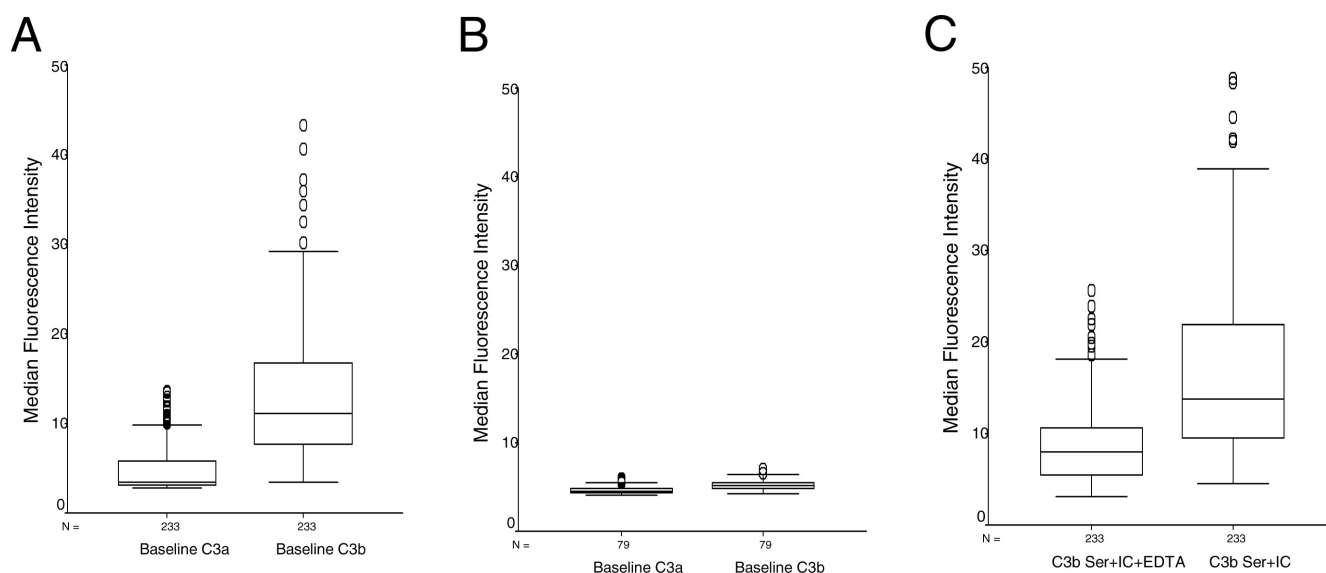 A
Median Fluorescence Intensity
50
40
30
20
10
0
N =
233
233
Baseline C3a
Baseline C3b
B
Median Fluorescence Intensity
50
40
30
20
10
0
N =
79
79
Baseline C3a
Baseline C3b
C
Median Fluorescence Intensity
50
40
30
20
10
0
N =
233
233
C3b Ser+IC+EDTA
C3b Ser+IC